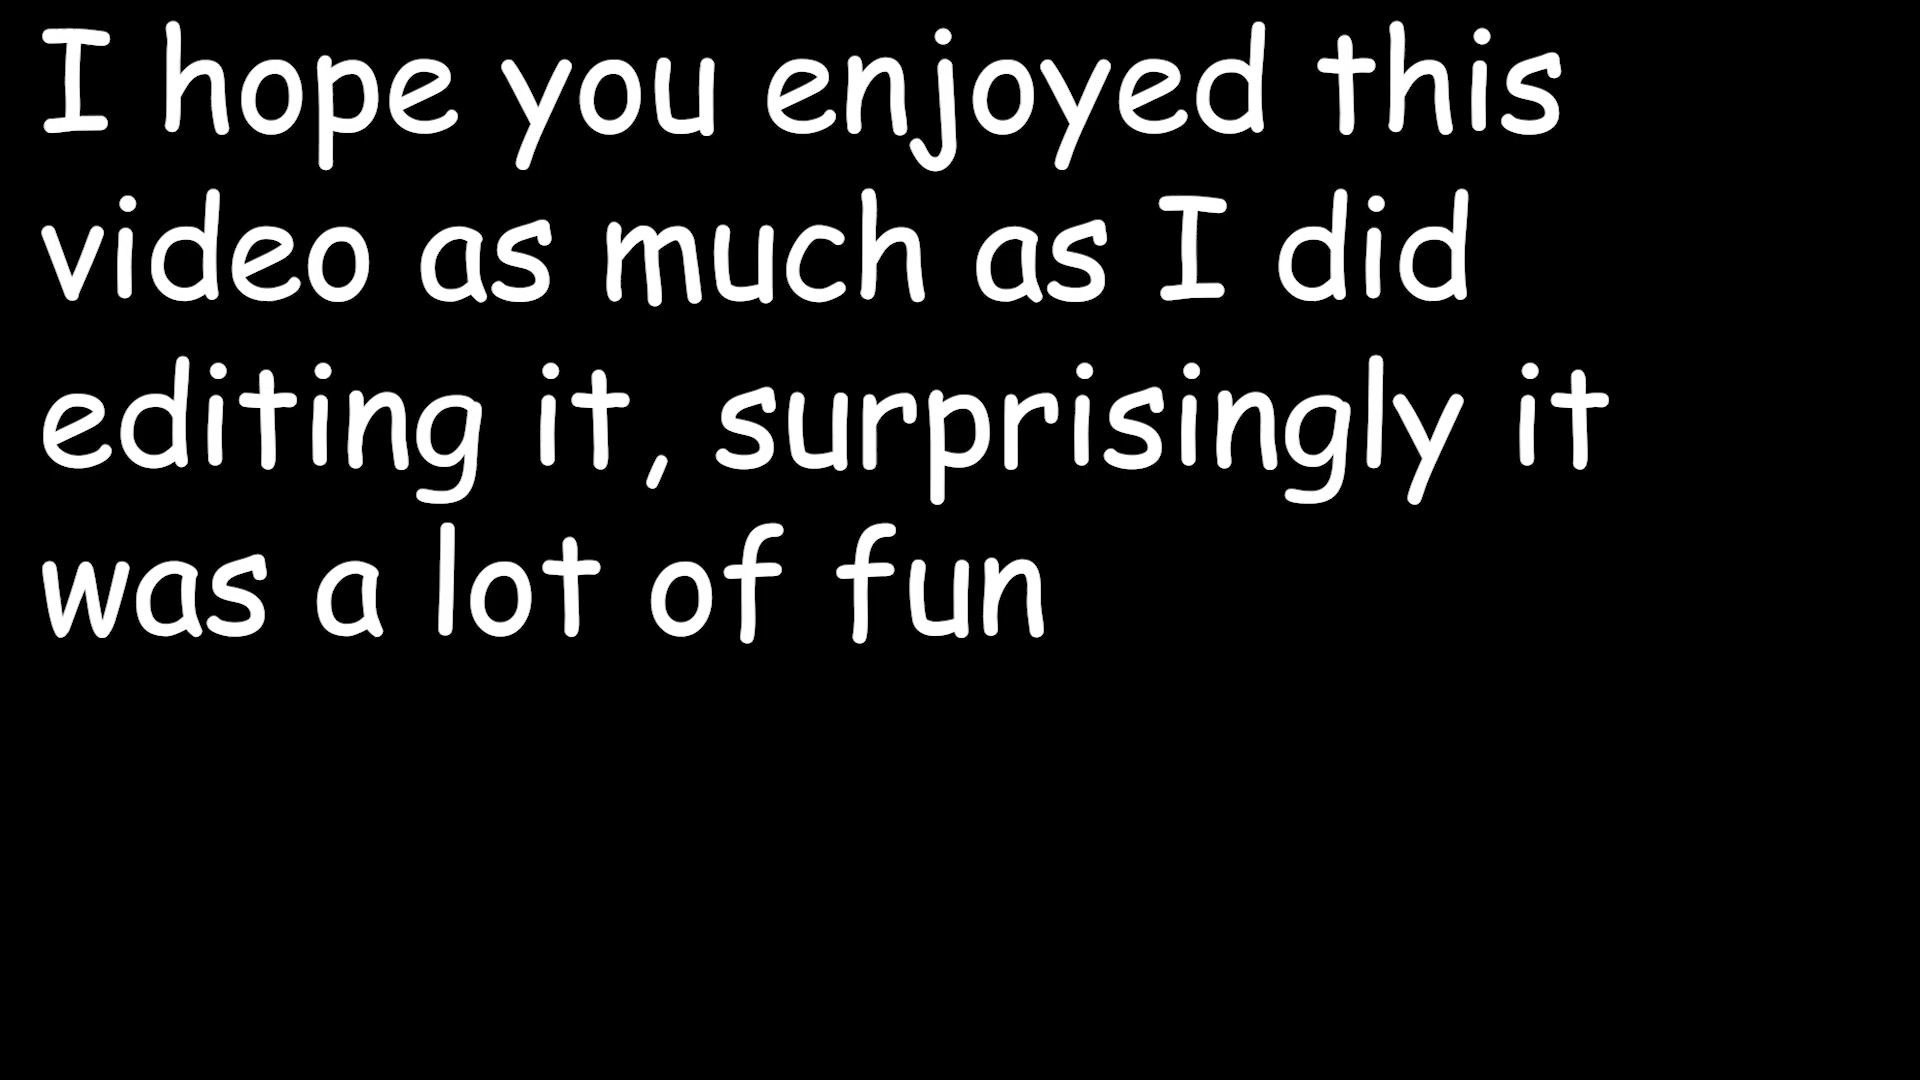 I hope you enjoyed this
video as much as I did
editing it, surprisingly it
was a lot of fun